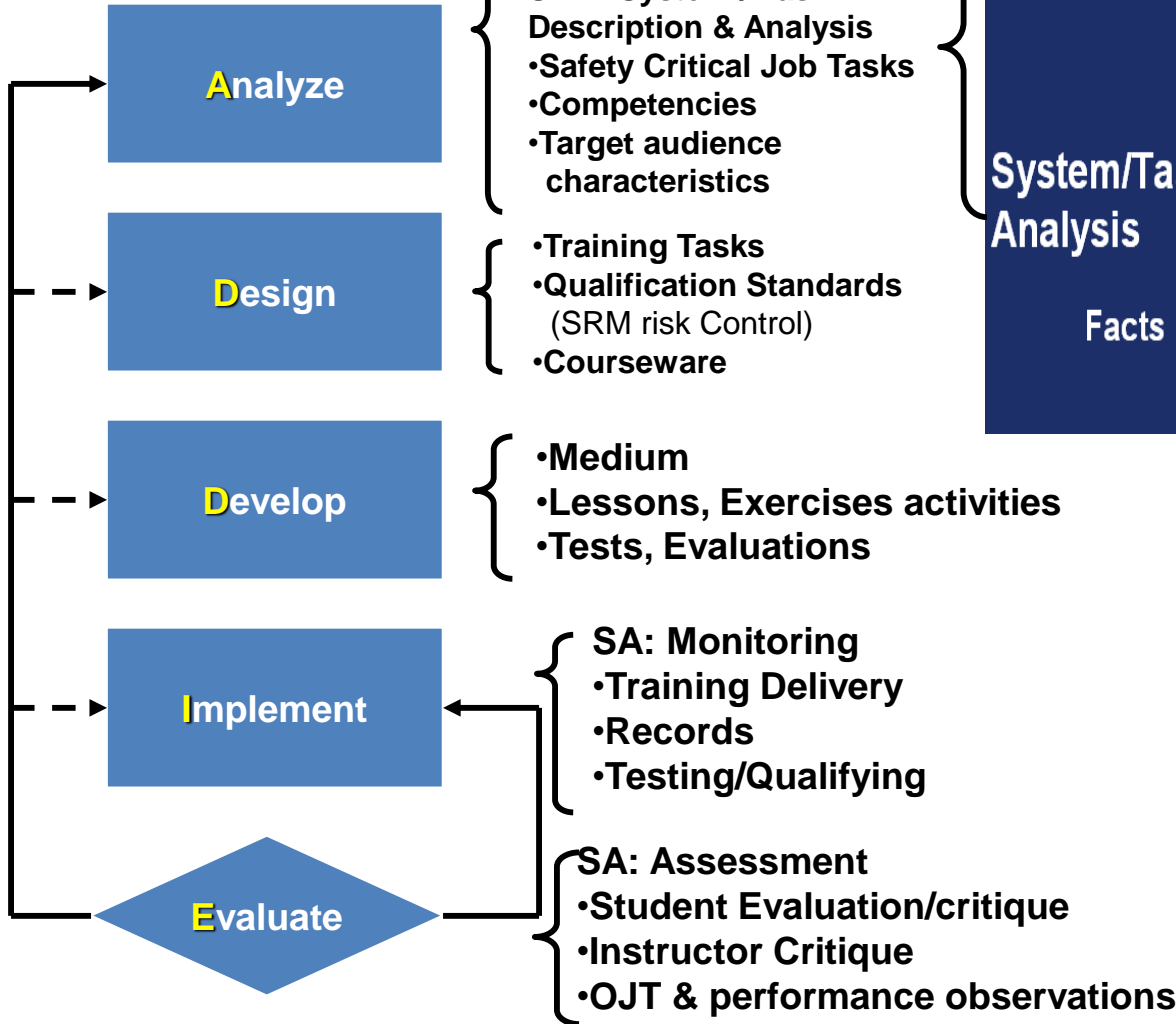 Analyze
Description & Analysis
•Safety Critical Job Tasks
•Competencies
•Target audience
characteristics
System/Ta
Analysis
Facts
Design
•Training Tasks
•Qualification Standards
(SRM risk Control)
•Courseware
Develop
•Medium
•Lessons, Exercises activities
•Tests, Evaluations
Implement
SA: Monitoring
•Training Delivery
•Records
•Testing/Qualifying
Evaluate
SA: Assessment
•Student Evaluation/critique
•Instructor Critique
•OJT & performance observations